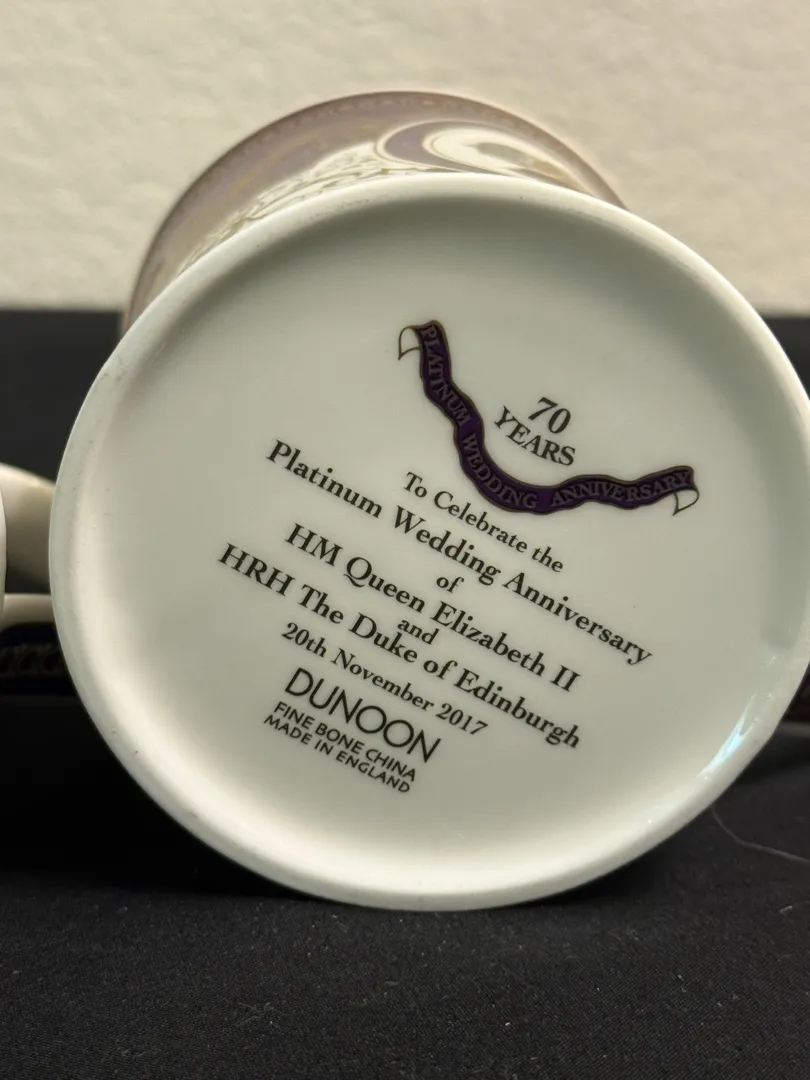 70
YEARS
PLATINUM WEDDING ANNIVERSARY
To Celebrate the
Platinum Wedding Anniversary
of
HM Queen Elizabeth II
and
HRH The Duke of Edinburgh
20th November 2017
DUNOON
FINE BONE CHINA
MADE IN ENGLAND